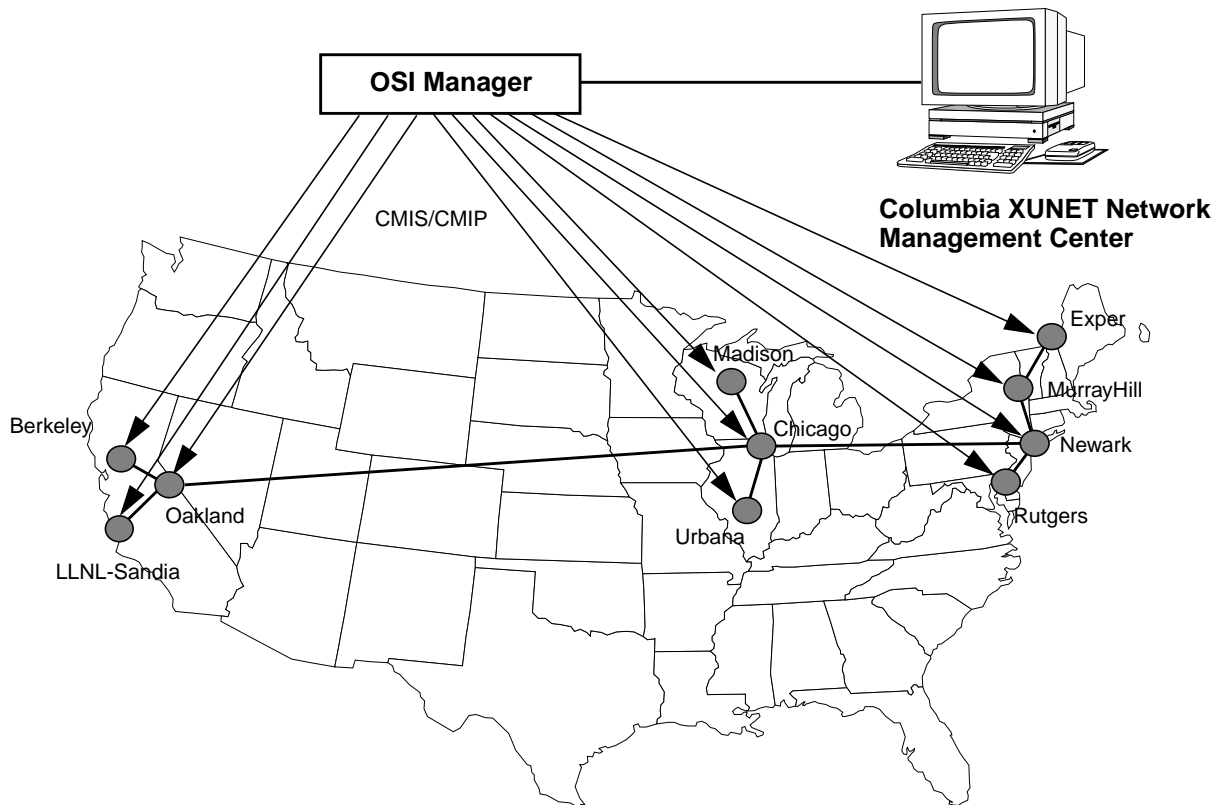 OSI Manager
CMIS/CMIP
Columbia XUNET Network
Management Center
Exper
Madison
MurrayHill
Berkeley
Chicago
Newark
Oakland
Rutgers
Urbana
LLNL-Sandia